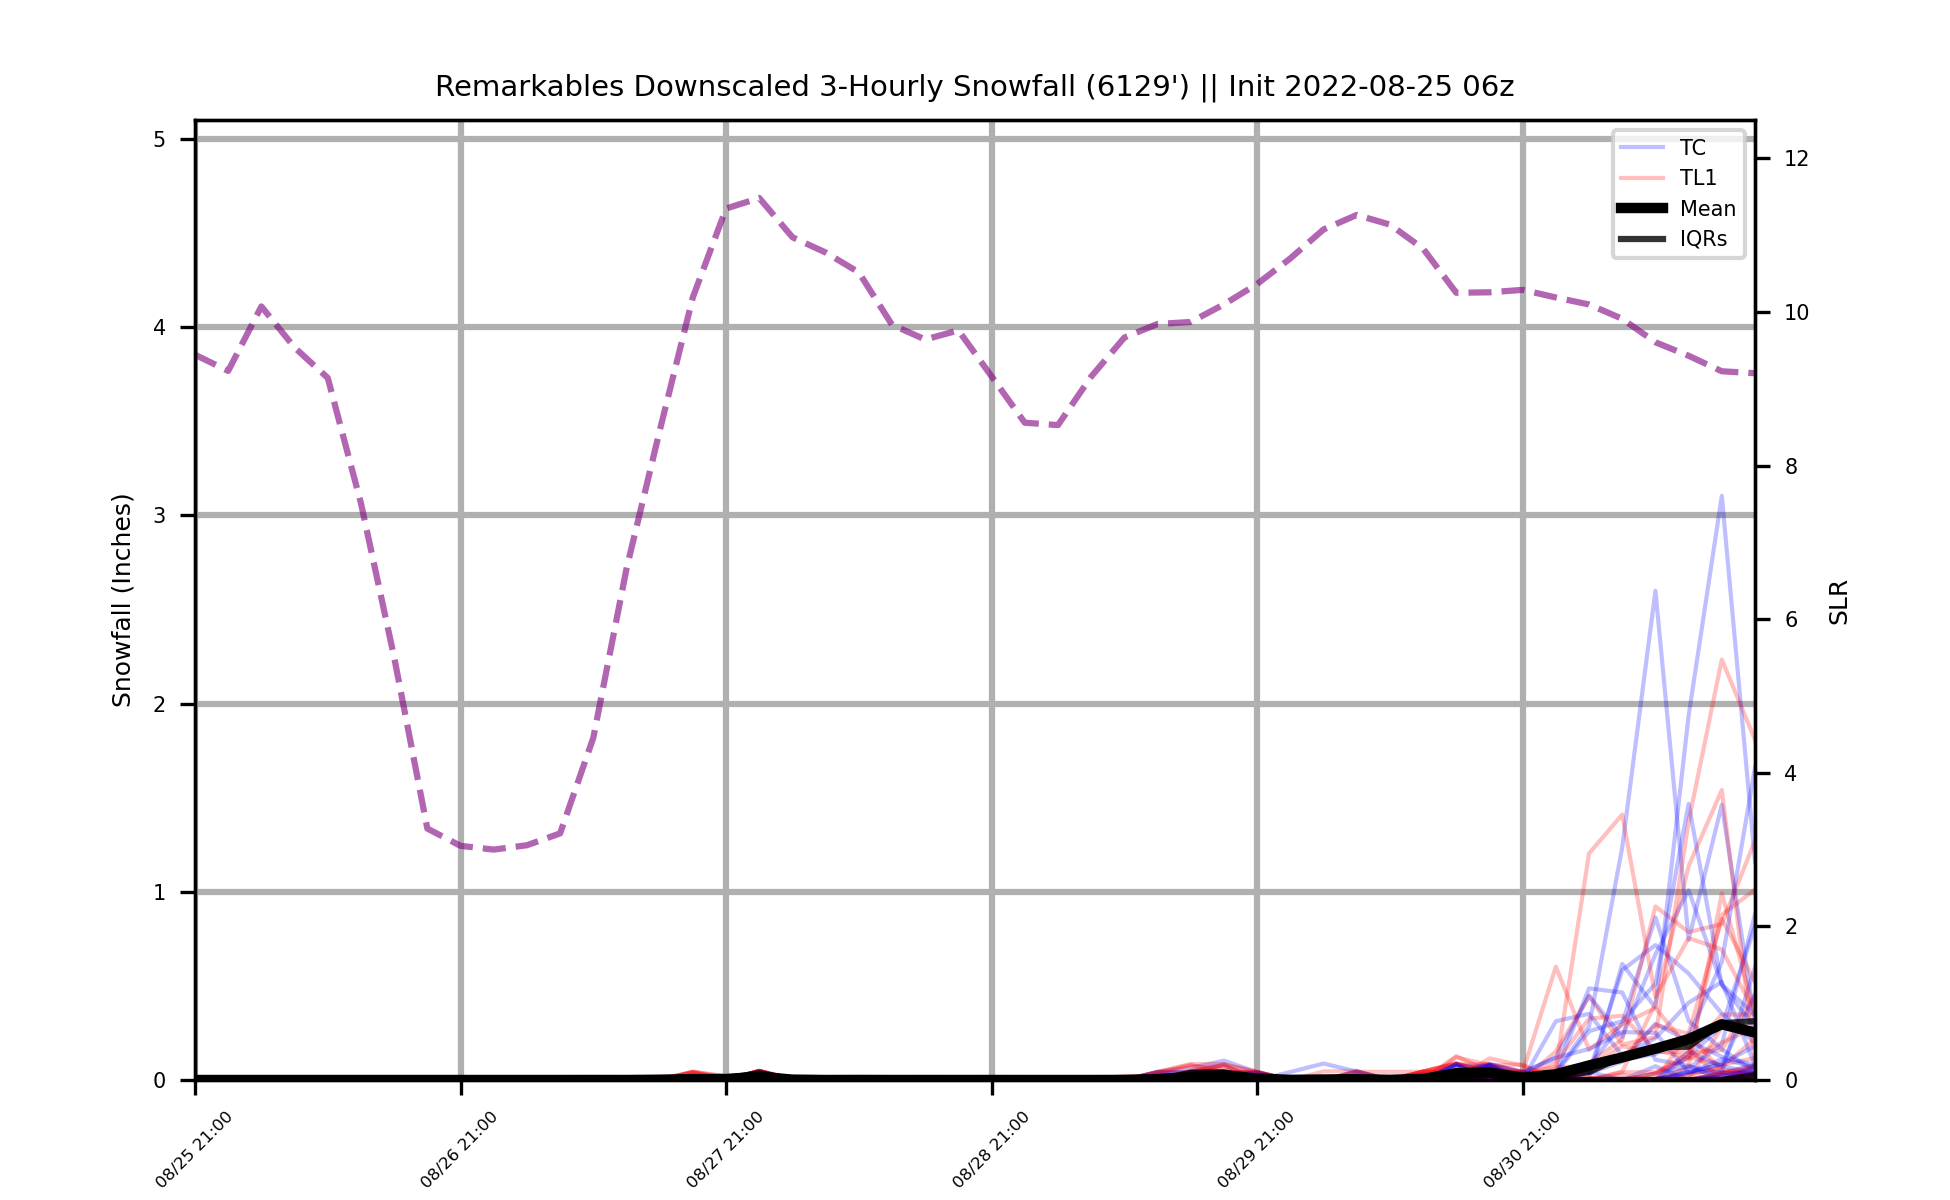 Remarkables Downscaled 3-Hourly Snowfall (6129') || Init 2022-08-25 06z
TC
TL1
Mean
IQRs
Snowfall (Inches)
5
4
3
2
1
0
12
10
8
6
4
2
0
SLR
08/25 21:00
08/26 21:00
08/27 21:00
08/28 21:00
08/29 21:00
08/30 21:00